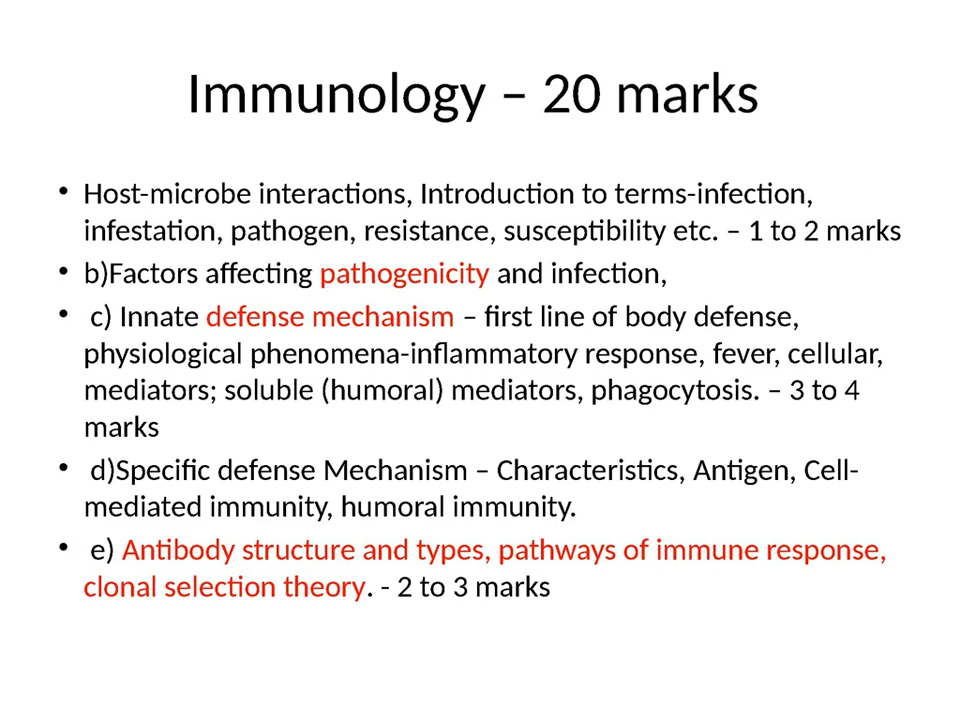 Immunology – 20 marks
• Host-microbe interactions, Introduction to terms-infection,
infestation, pathogen, resistance, susceptibility etc. – 1 to 2 marks
• b)Factors affecting pathogenicity and infection,
• c) Innate defense mechanism – first line of body defense,
physiological phenomena-inflammatory response, fever, cellular,
mediators; soluble (humoral) mediators, phagocytosis. – 3 to 4
marks
• d)Specific defense Mechanism – Characteristics, Antigen, Cell-
mediated immunity, humoral immunity.
• e) Antibody structure and types, pathways of immune response,
clonal selection theory. - 2 to 3 marks